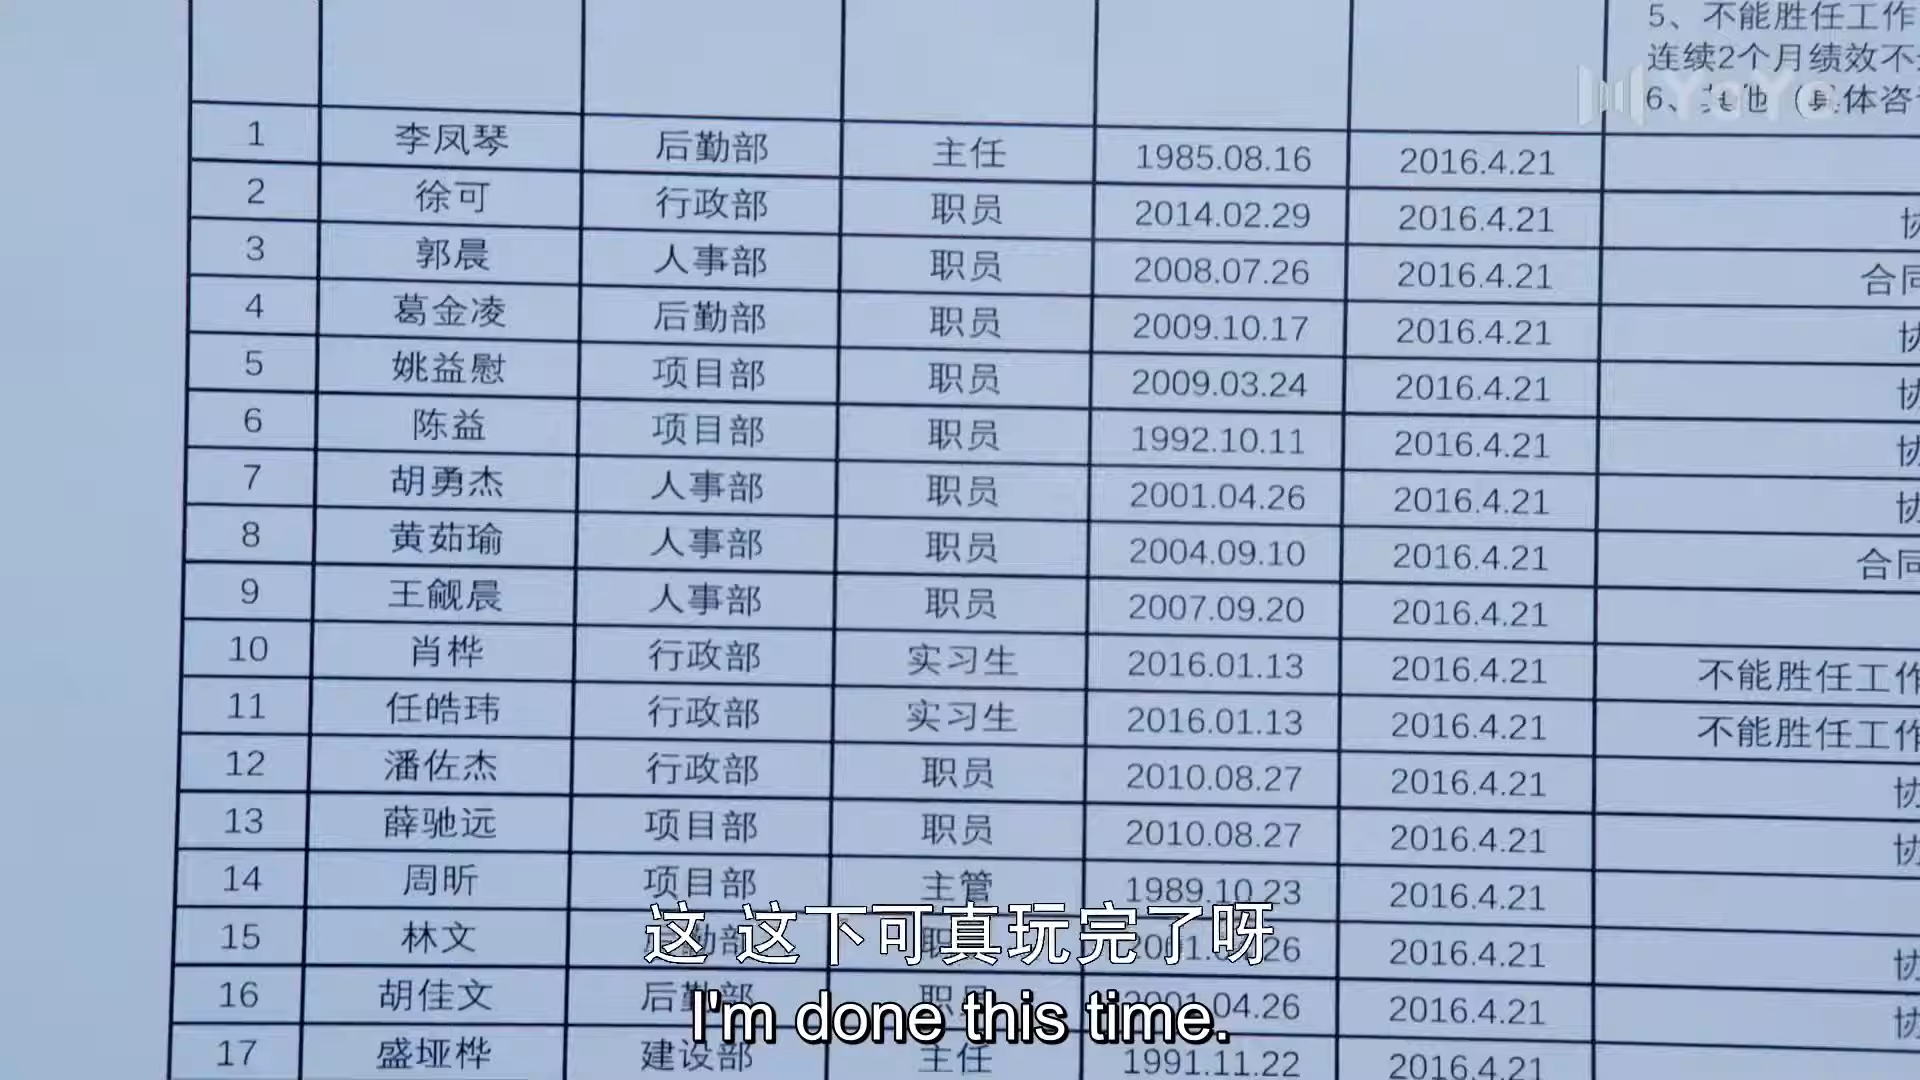 5、不能胜任工作
连续2个月绩效不
6、其他（具体咨
YoYo
1 李凤琴 后勤部 主任 1985.08.16 2016.4.21
2 徐可 行政部 职员 2014.02.29 2016.4.21 协
3 郭晨 人事部 职员 2008.07.26 2016.4.21 合同
4 葛金凌 后勤部 职员 2009.10.17 2016.4.21 协
5 姚益慰 项目部 职员 2009.03.24 2016.4.21 协
6 陈益 项目部 职员 1992.10.11 2016.4.21 协
7 胡勇杰 人事部 职员 2001.04.26 2016.4.21 协
8 黄茹瑜 人事部 职员 2004.09.10 2016.4.21 合同
9 王觎晨 人事部 职员 2007.09.20 2016.4.21
10 肖桦 行政部 实习生 2016.01.13 2016.4.21 不能胜任工作
11 任皓玮 行政部 实习生 2016.01.13 2016.4.21 不能胜任工作
12 潘佐杰 行政部 职员 2010.08.27 2016.4.21 协
13 薛驰远 项目部 职员 2010.08.27 2016.4.21 协
14 周昕 项目部 主管 1989.10.23 2016.4.21
15 林文 2016.4.21 协
16 胡佳文 后勤部 职员 2001.04.26 2016.4.21 协
17 盛垭桦 建设部 主任 1991.11.22 2016.4.21
这 这下可真玩完了呀
I'm done this time.